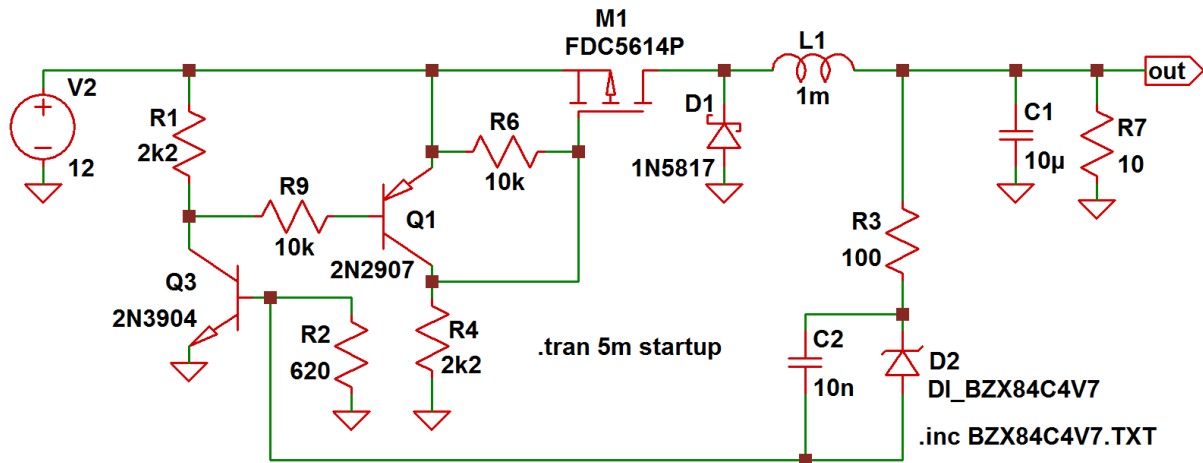 M1
FDC5614P
L1
1m
out
V2
12
R1
2k2
R6
10k
D1
1N5817
C1
10µ
R7
10
R9
10k
Q1
2N2907
R3
100
Q3
2N3904
R2
620
R4
2k2
.tran 5m startup
C2
10n
D2
DI_BZX84C4V7
.inc BZX84C4V7.TXT